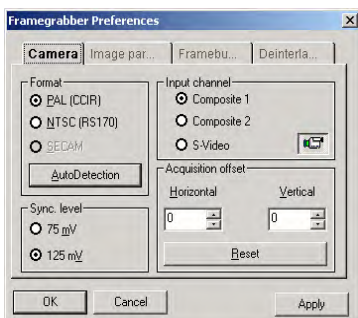 Framegrabber Preferences
Camera
Image par...
Framebu...
Deinterla...
Format
PAL (CCIR)
NTSC (RS170)
SECAM
AutoDetection
Sync. level
75 mV
125 mV
Input channel
Composite 1
Composite 2
S-Video
Acquisition offset
Horizontal
Vertical
0
0
Reset
OK
Cancel
Apply